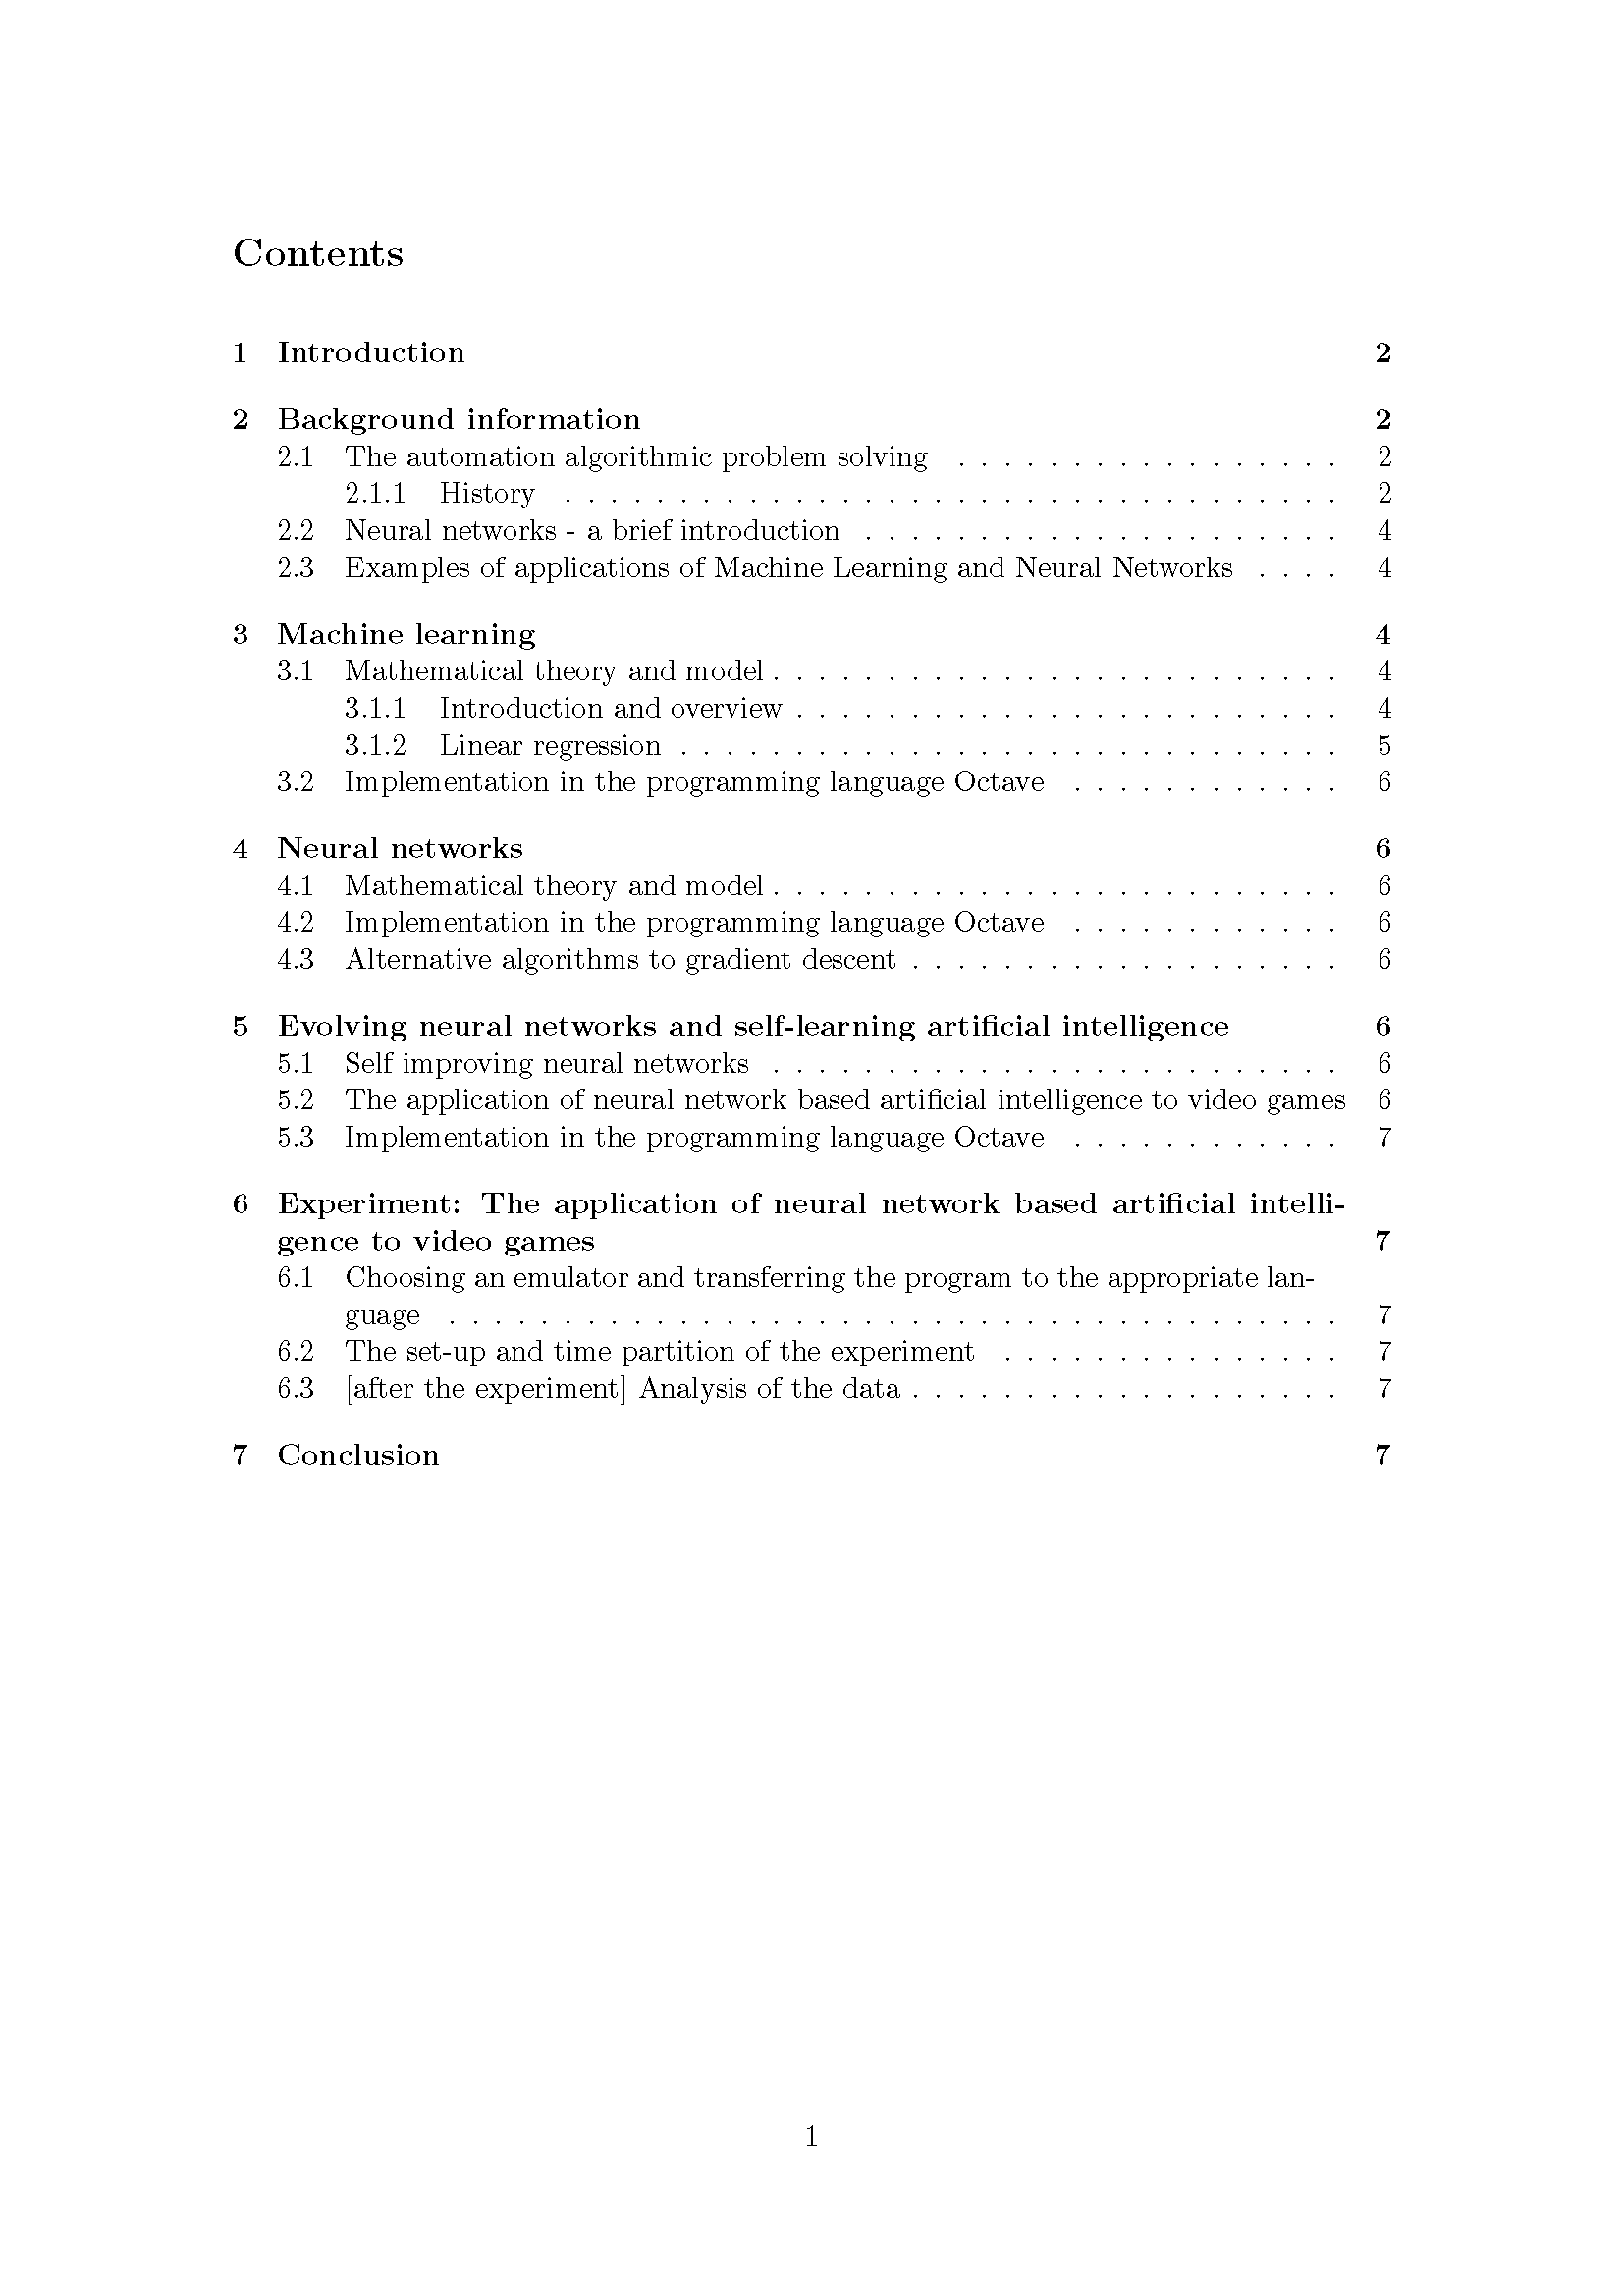 Contents
1 Introduction 2
2 Background information 2
2.1 The automation algorithmic problem solving . . . . . . . . . . . . . . . . . 2
2.1.1 History . . . . . . . . . . . . . . . . . . . . . . . . . . . . . . . . . . 2
2.2 Neural networks - a brief introduction . . . . . . . . . . . . . . . . . . . . . 4
2.3 Examples of applications of Machine Learning and Neural Networks . . . . 4
3 Machine learning 4
3.1 Mathematical theory and model . . . . . . . . . . . . . . . . . . . . . . . . . 4
3.1.1 Introduction and overview . . . . . . . . . . . . . . . . . . . . . . . . 4
3.1.2 Linear regression . . . . . . . . . . . . . . . . . . . . . . . . . . . . . 5
3.2 Implementation in the programming language Octave . . . . . . . . . . . . 6
4 Neural networks 6
4.1 Mathematical theory and model . . . . . . . . . . . . . . . . . . . . . . . . . 6
4.2 Implementation in the programming language Octave . . . . . . . . . . . . 6
4.3 Alternative algorithms to gradient descent . . . . . . . . . . . . . . . . . . . 6
5 Evolving neural networks and self-learning artificial intelligence 6
5.1 Self improving neural networks . . . . . . . . . . . . . . . . . . . . . . . . . 6
5.2 The application of neural network based artificial intelligence to video games 6
5.3 Implementation in the programming language Octave . . . . . . . . . . . . 7
6 Experiment: The application of neural network based artificial intelli-
gence to video games 7
6.1 Choosing an emulator and transferring the program to the appropriate lan-
guage . . . . . . . . . . . . . . . . . . . . . . . . . . . . . . . . . . . . . . . 7
6.2 The set-up and time partition of the experiment . . . . . . . . . . . . . . . 7
6.3 [after the experiment] Analysis of the data . . . . . . . . . . . . . . . . . . . 7
7 Conclusion 7
1